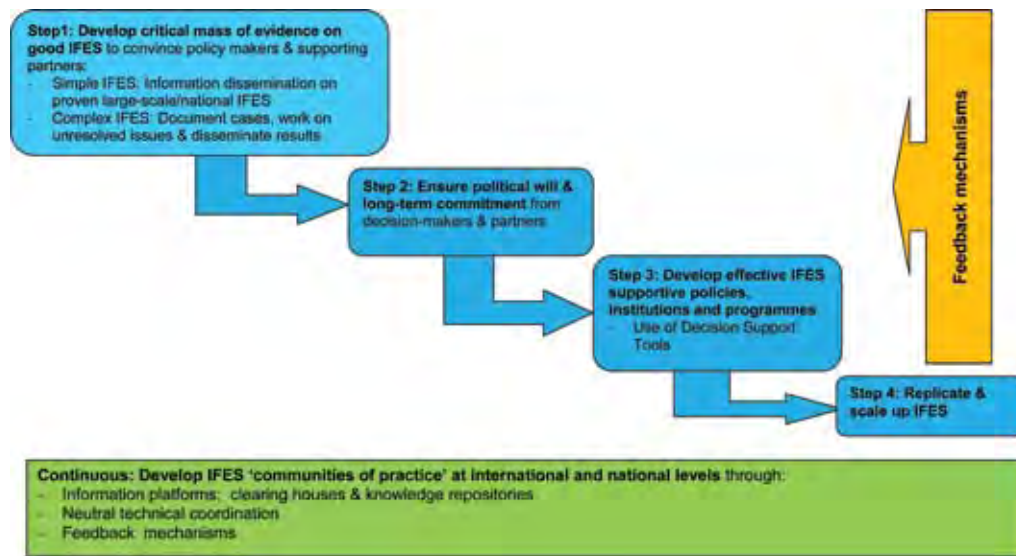 Step1: Develop critical mass of evidence on
good IFES to convince policy makers & supporting
partners:
- Simple IFES: Information dissemination on
proven large-scale/national IFES
- Complex IFES: Document cases, work on
unresolved issues & disseminate results
Step 2: Ensure political will &
long-term commitment from
decision-makers & partners
Step 3: Develop effective IFES
supportive policies,
institutions and programmes
- Use of Decision Support
Tools
Step 4: Replicate &
scale up IFES
Feedback mechanisms
Continuous: Develop IFES ‘communities of practice’ at international and national levels through:
- Information platforms: clearing houses & knowledge repositories
- Neutral technical coordination
- Feedback mechanisms